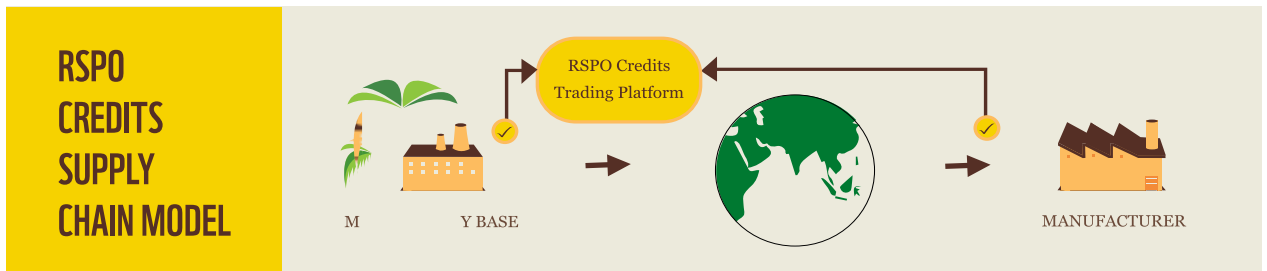 RSPO
CREDITS
SUPPLY
CHAIN MODEL
RSPO Credits
Trading Platform
M Y BASE
MANUFACTURER